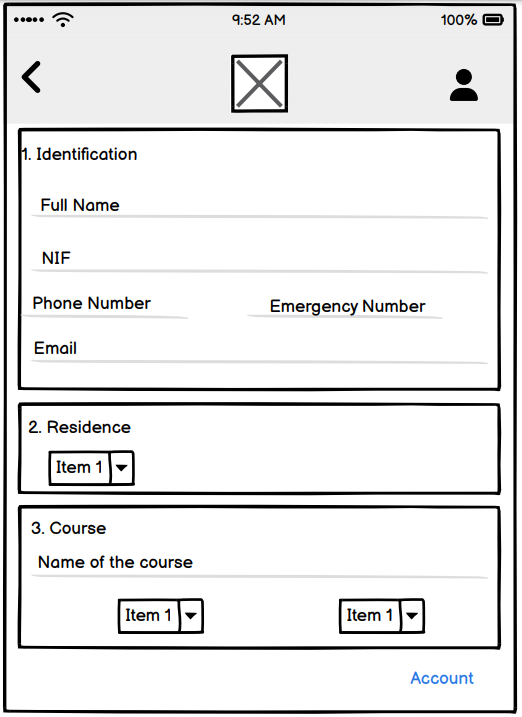 9:52 AM 100%
1. Identification
Full Name
NIF
Phone Number Emergency Number
Email
2. Residence
Item 1
3. Course
Name of the course
Item 1 Item 1
Account